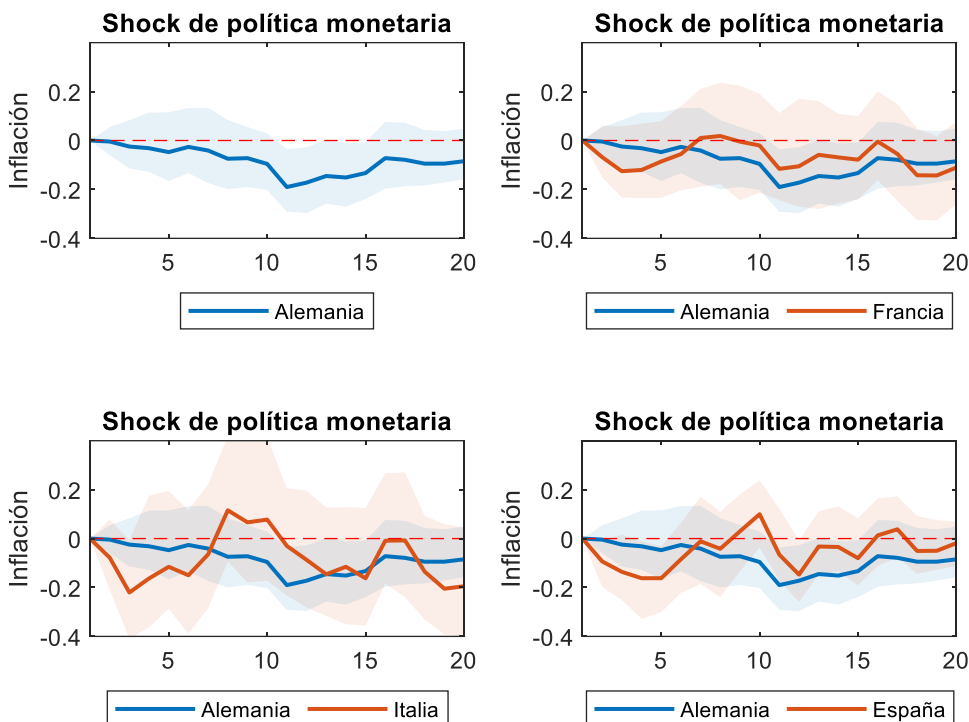 Shock de política monetaria
Inflación
0.2
0
-0.2
-0.4
5 10 15 20
Alemania
Shock de política monetaria
Inflación
0.2
0
-0.2
-0.4
5 10 15 20
Alemania Francia
Shock de política monetaria
Inflación
0.2
0
-0.2
-0.4
5 10 15 20
Alemania Italia
Shock de política monetaria
Inflación
0.2
0
-0.2
-0.4
5 10 15 20
Alemania España